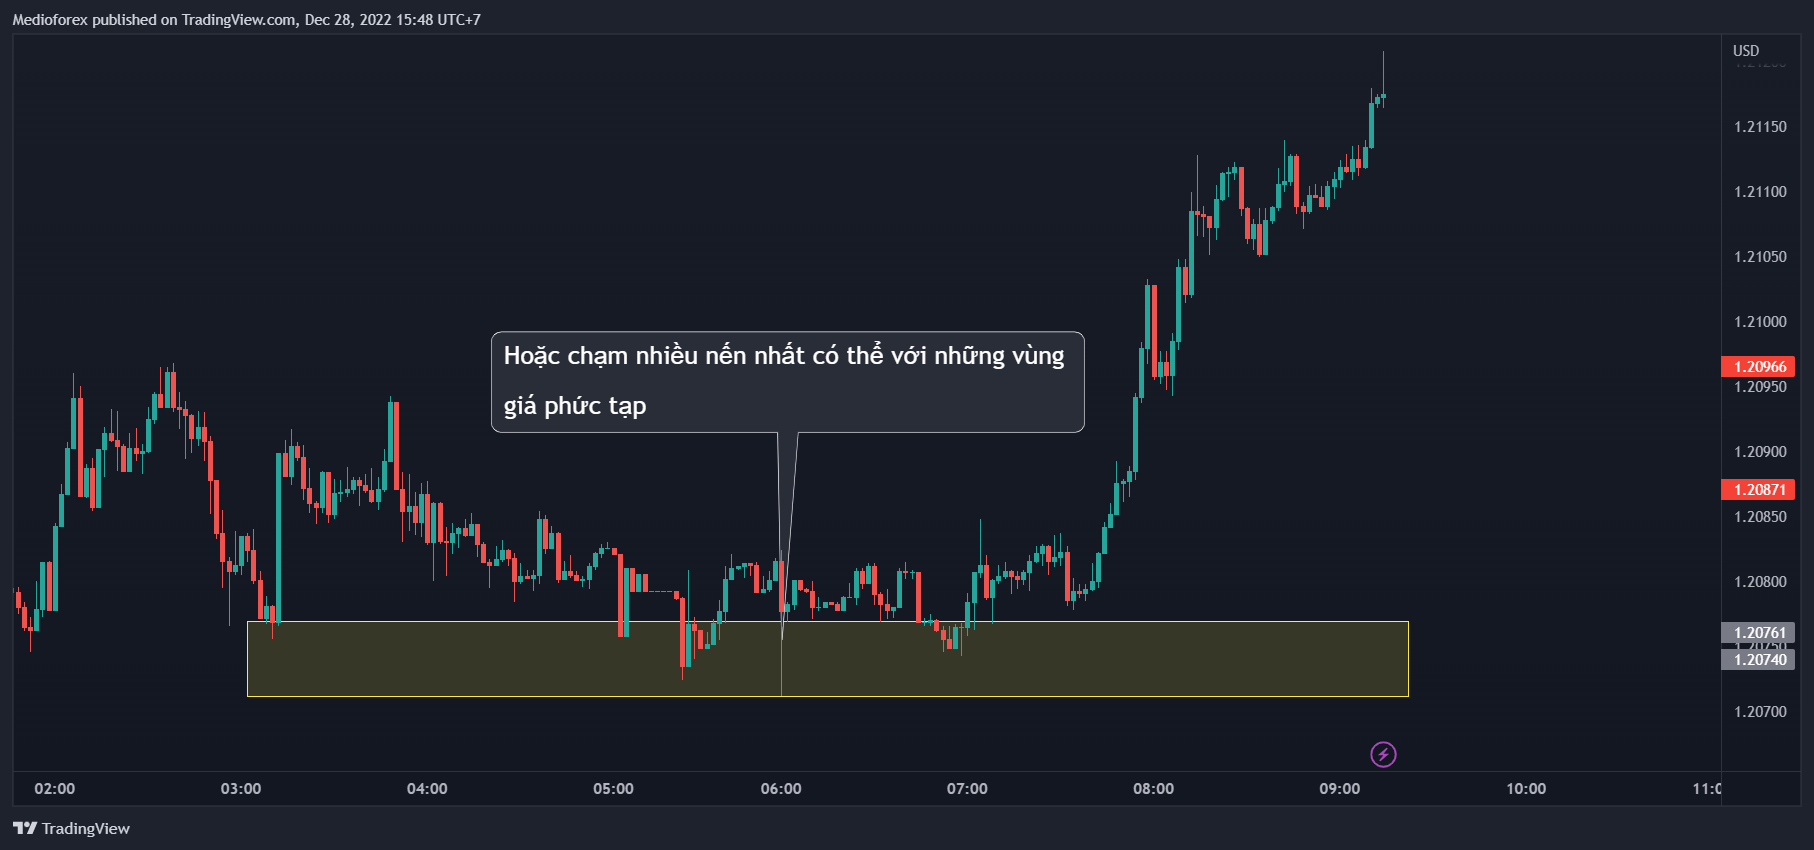 Medioforex published on TradingView.com, Dec 28, 2022 15:48 UTC+7
USD
1.21150
1.21100
1.21050
1.21000
1.20966
1.20950
1.20900
1.20871
1.20850
1.20800
1.20761
1.20740
1.20700
Hoặc chạm nhiều nến nhất có thể với những vùng
giá phức tạp
02:00 03:00 04:00 05:00 06:00 07:00 08:00 09:00 10:00
TradingView